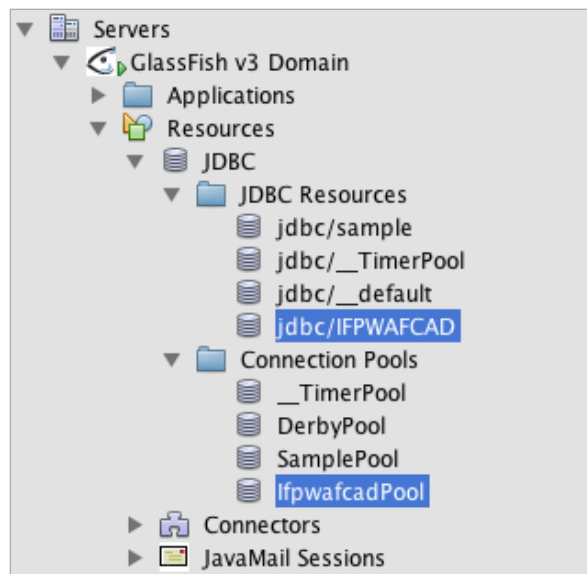 Servers
GlassFish v3 Domain
Applications
Resources
JDBC
JDBC Resources
jdbc/sample
jdbc/__TimerPool
jdbc/__default
jdbc/IFPWAFCAD
Connection Pools
__TimerPool
DerbyPool
SamplePool
IfpwafcadPool
Connectors
JavaMail Sessions